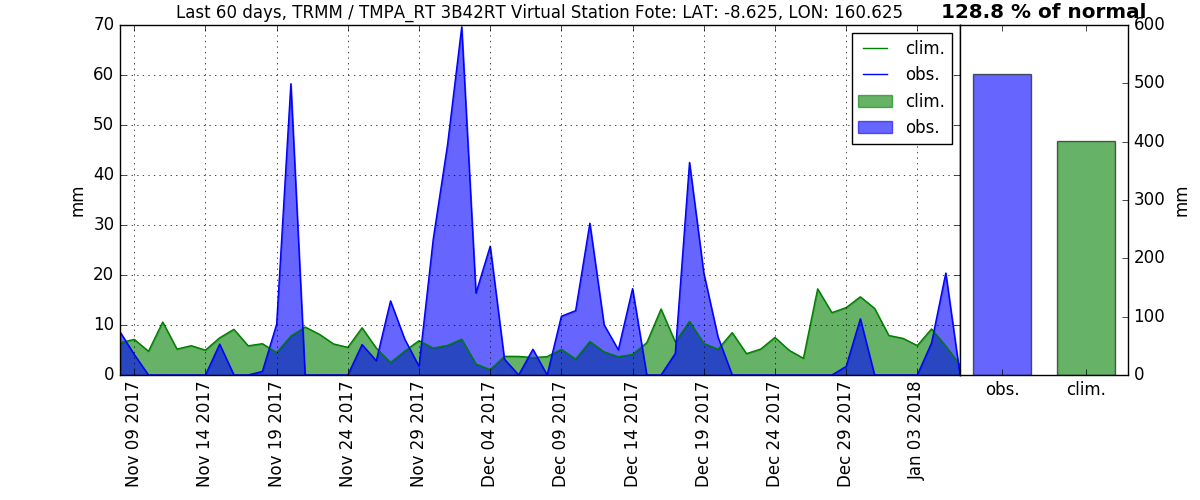 Last 60 days, TRMM / TMPA_RT 3B42RT Virtual Station Fote: LAT: -8.625, LON: 160.625
128.8 % of normal
70
60
50
40
30
20
10
0
mm
clim.
obs.
clim.
obs.
600
500
400
300
200
100
0
mm
obs.
clim.
Nov 09 2017
Nov 14 2017
Nov 19 2017
Nov 24 2017
Nov 29 2017
Dec 04 2017
Dec 09 2017
Dec 14 2017
Dec 19 2017
Dec 24 2017
Dec 29 2017
Jan 03 2018